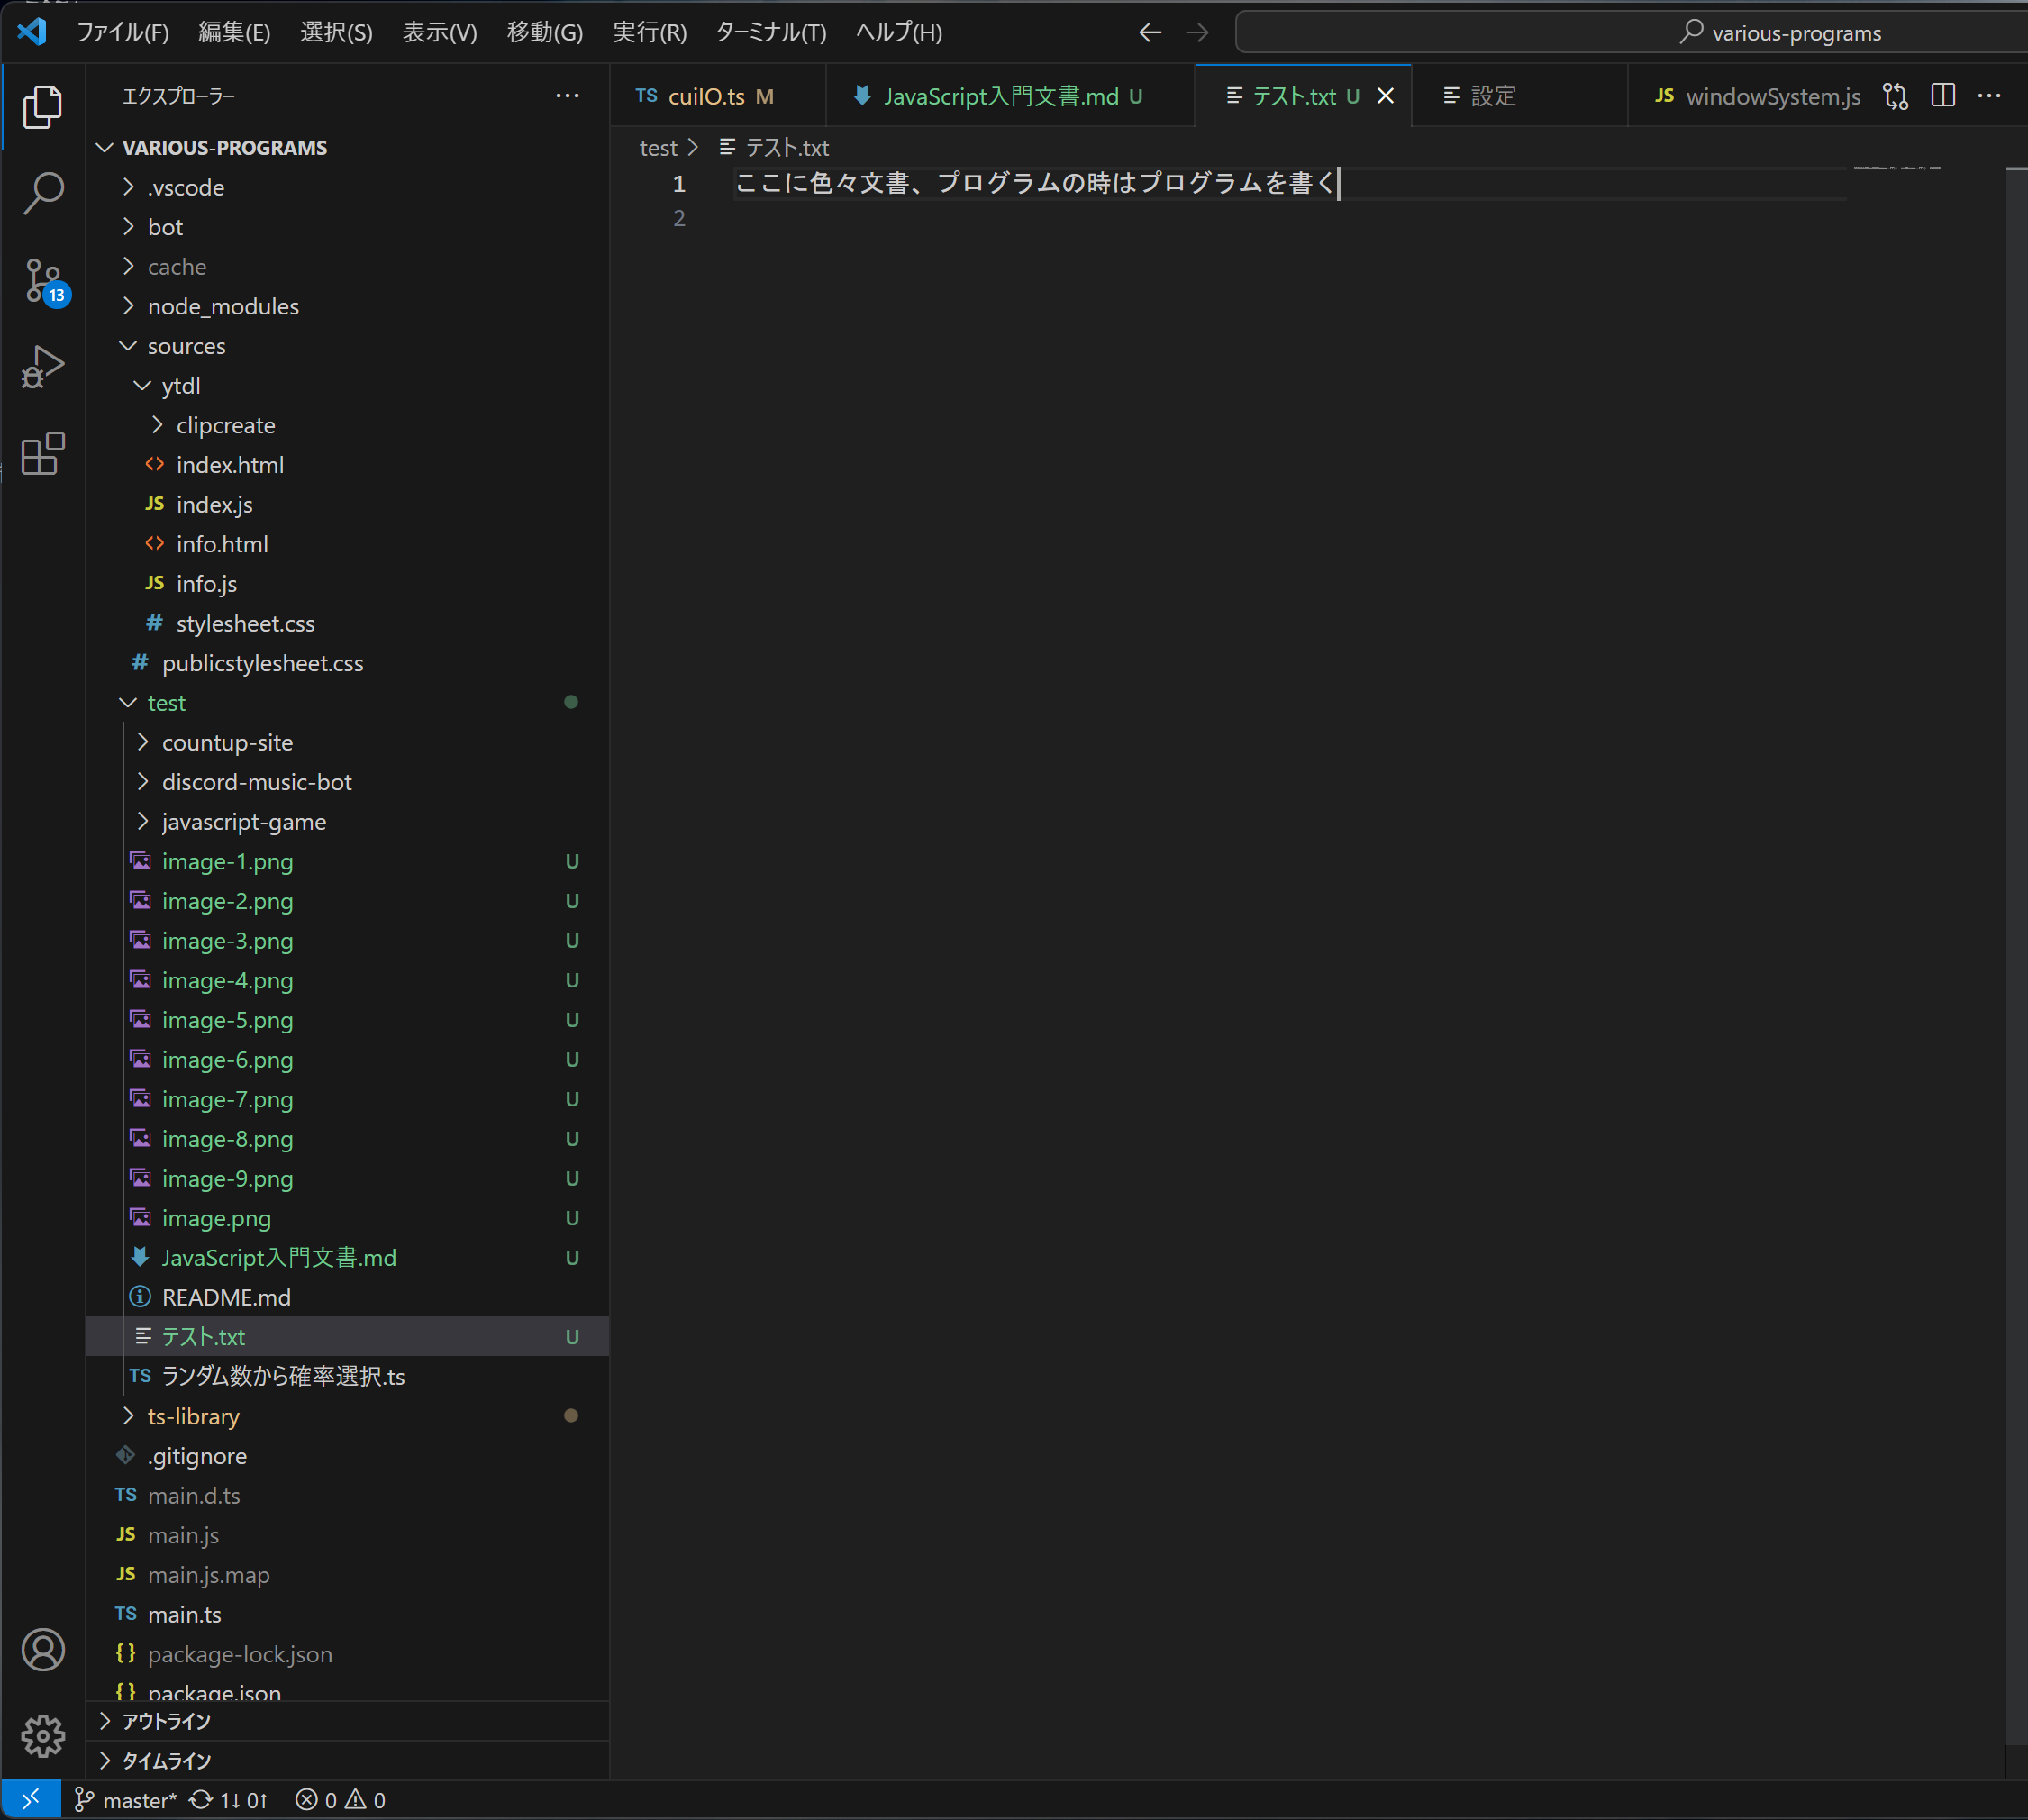 ファイル(F) 編集(E) 選択(S) 表示(V) 移動(G) 実行(R) ターミナル(T) ヘルプ(H) various-programs
エクスプローラー
TS cuiIO.ts M JavaScript入門文書.md U テスト.txt U 設定 JS windowSystem.js
VARIOUS-PROGRAMS
test テスト.txt
1 ここに色々文書、プログラムの時はプログラムを書く
2
.vscode
bot
cache
13
node_modules
sources
ytdl
clipcreate
<> index.html
JS index.js
<> info.html
JS info.js
# stylesheet.css
# publicstylesheet.css
test
countup-site
discord-music-bot
javascript-game
image-1.png U
image-2.png U
image-3.png U
image-4.png U
image-5.png U
image-6.png U
image-7.png U
image-8.png U
image-9.png U
image.png U
JavaScript入門文書.md U
README.md
テスト.txt U
TS ランダム数から確率選択.ts
ts-library
.gitignore
TS main.d.ts
JS main.js
JS main.js.map
TS main.ts
{} package-lock.json
{} package.json
アウトライン
タイムライン
master* 1↓ 0↑ 0 0